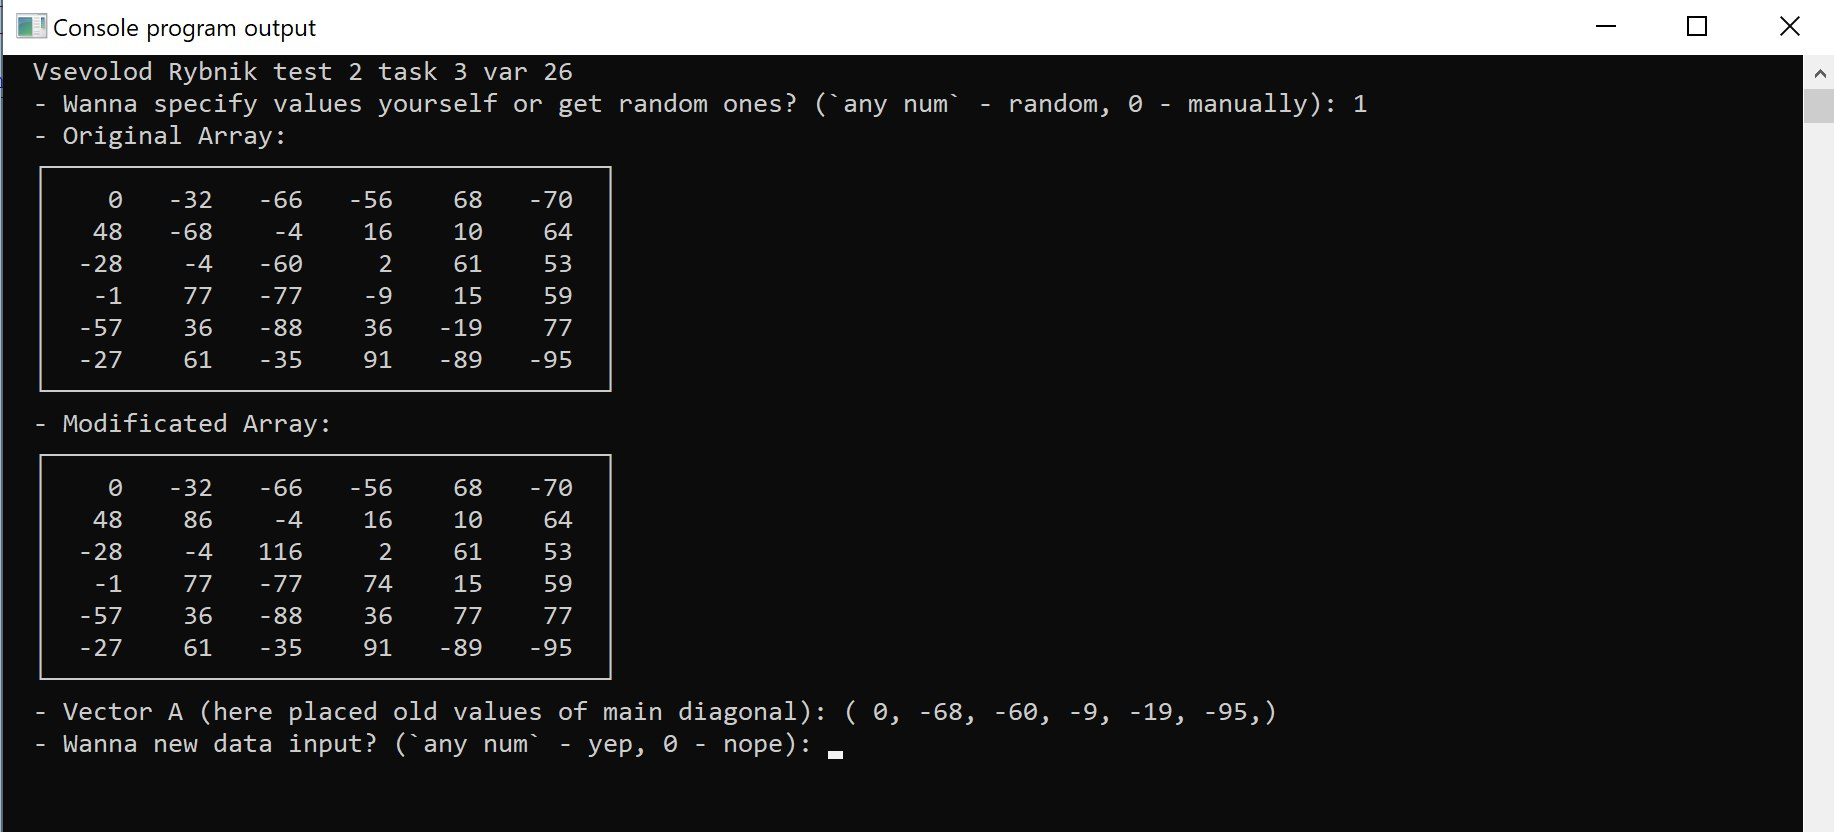 Console program output
Vsevolod Rybnik test 2 task 3 var 26
- Wanna specify values yourself or get random ones? (`any num` - random, 0 - manually): 1
- Original Array:
0 -32 -66 -56 68 -70
48 -68 -4 16 10 64
-28 -4 -60 2 61 53
-1 77 -77 -9 15 59
-57 36 -88 36 -19 77
-27 61 -35 91 -89 -95
- Modificated Array:
0 -32 -66 -56 68 -70
48 86 -4 16 10 64
-28 -4 116 2 61 53
-1 77 -77 74 15 59
-57 36 -88 36 77 77
-27 61 -35 91 -89 -95
- Vector A (here placed old values of main diagonal): ( 0, -68, -60, -9, -19, -95,)
- Wanna new data input? (`any num` - yep, 0 - nope):